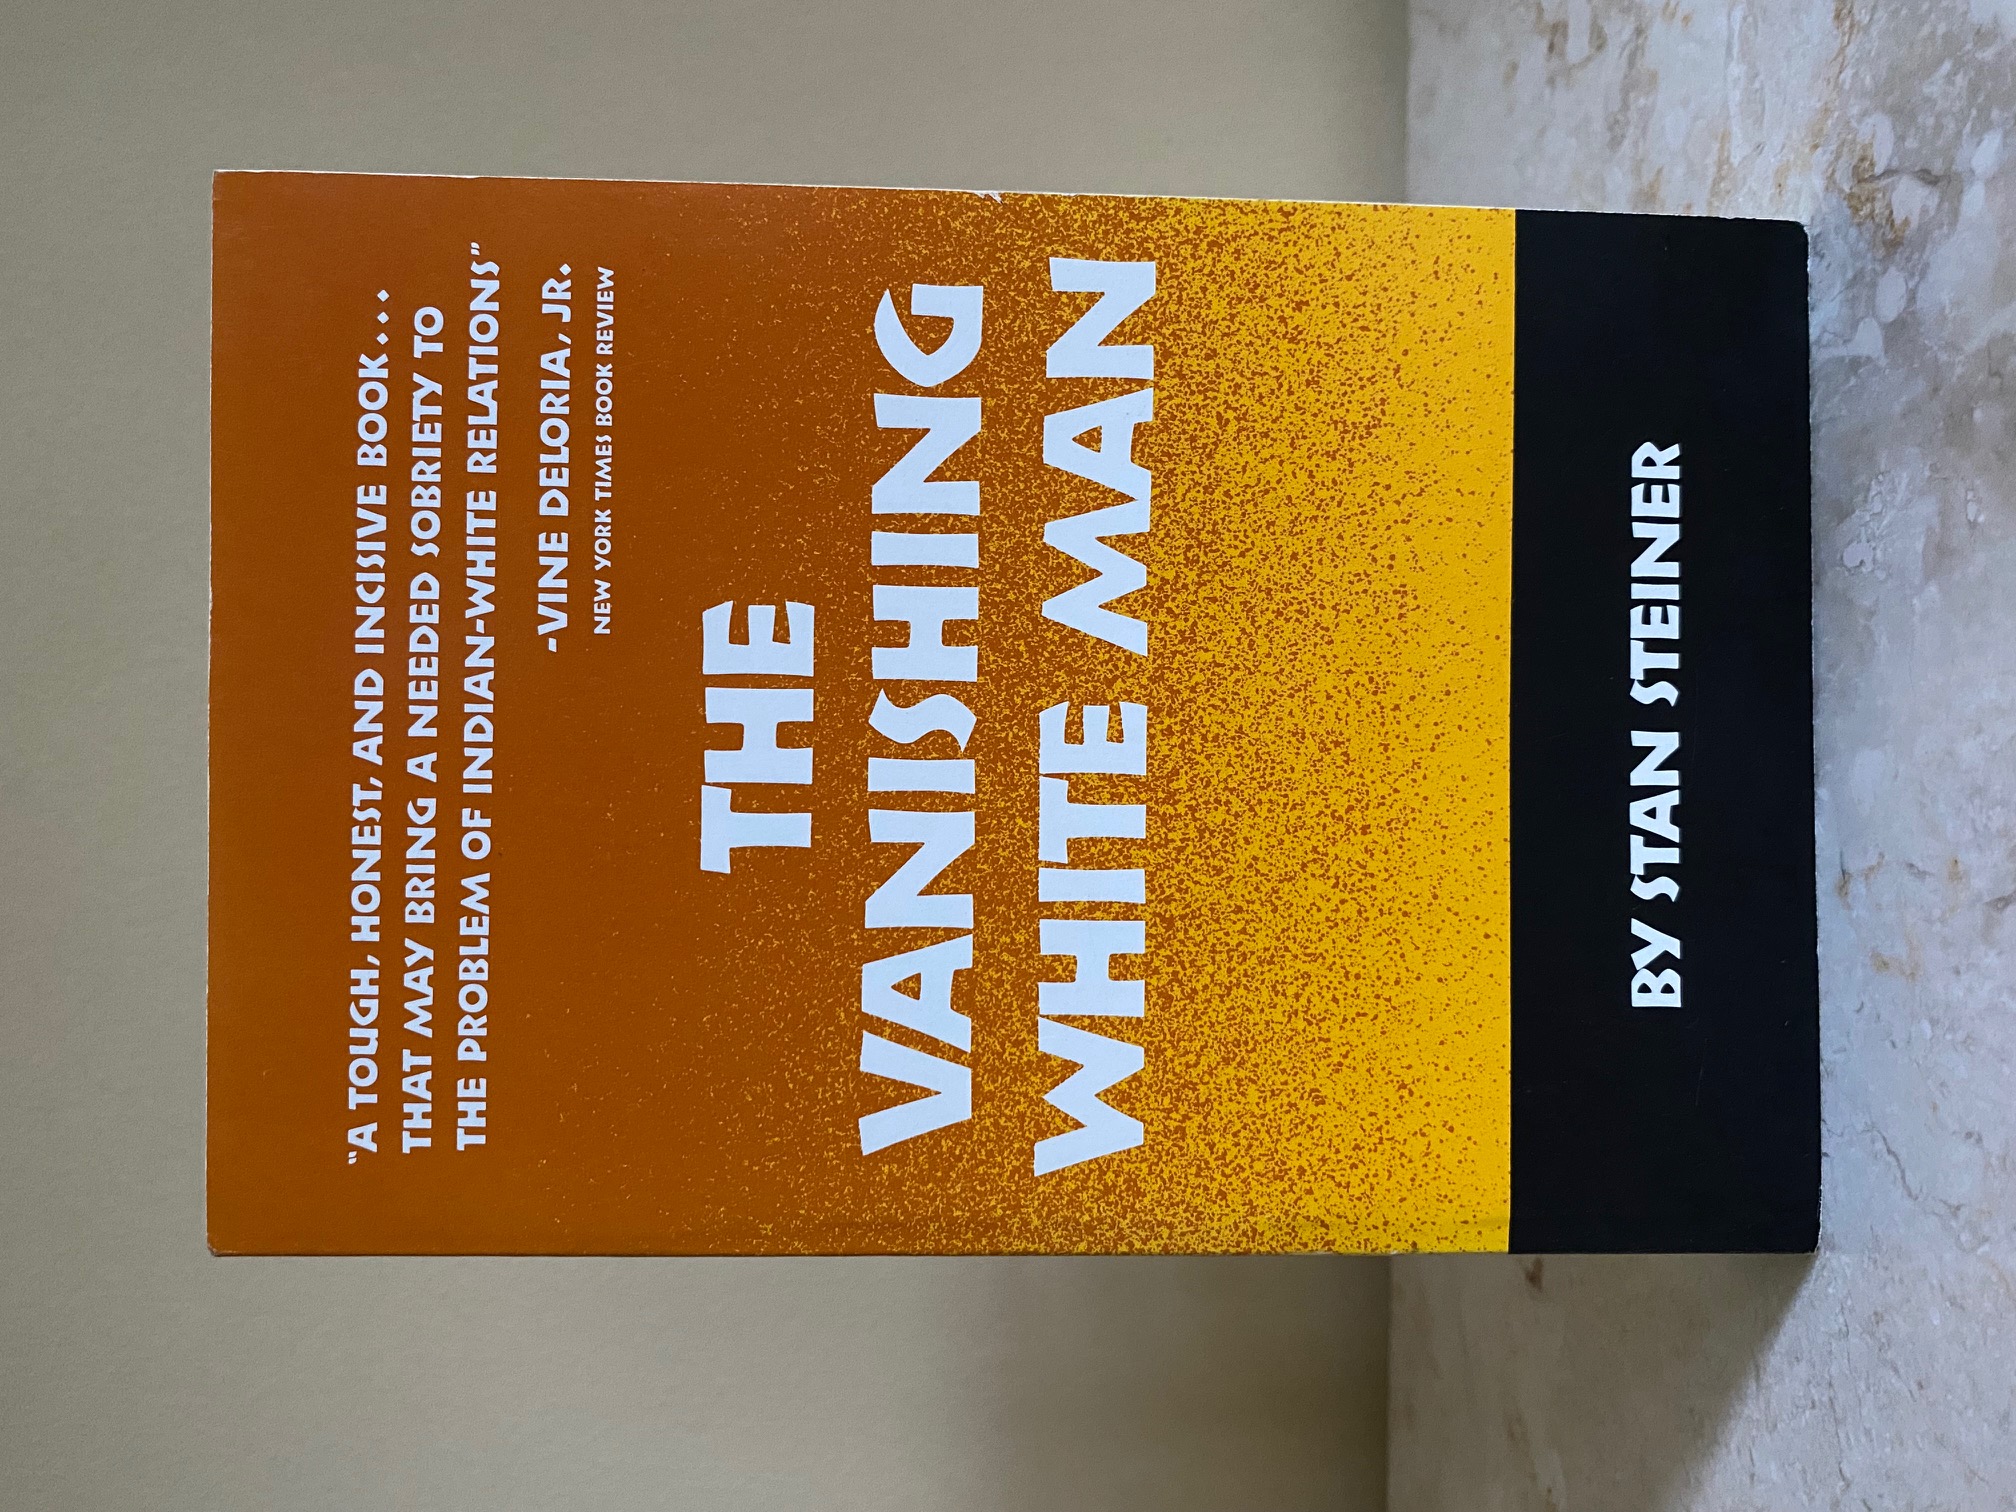 "A TOUGH, HONEST, AND INCISIVE BOOK...
THAT MAY BRING A NEEDED SOBRIETY TO
THE PROBLEM OF INDIAN-WHITE RELATIONS"
-VINE DELORIA, JR.
NEW YORK TIMES BOOK REVIEW
THE
VANISHING
WHITE MAN
BY STAN STEINER